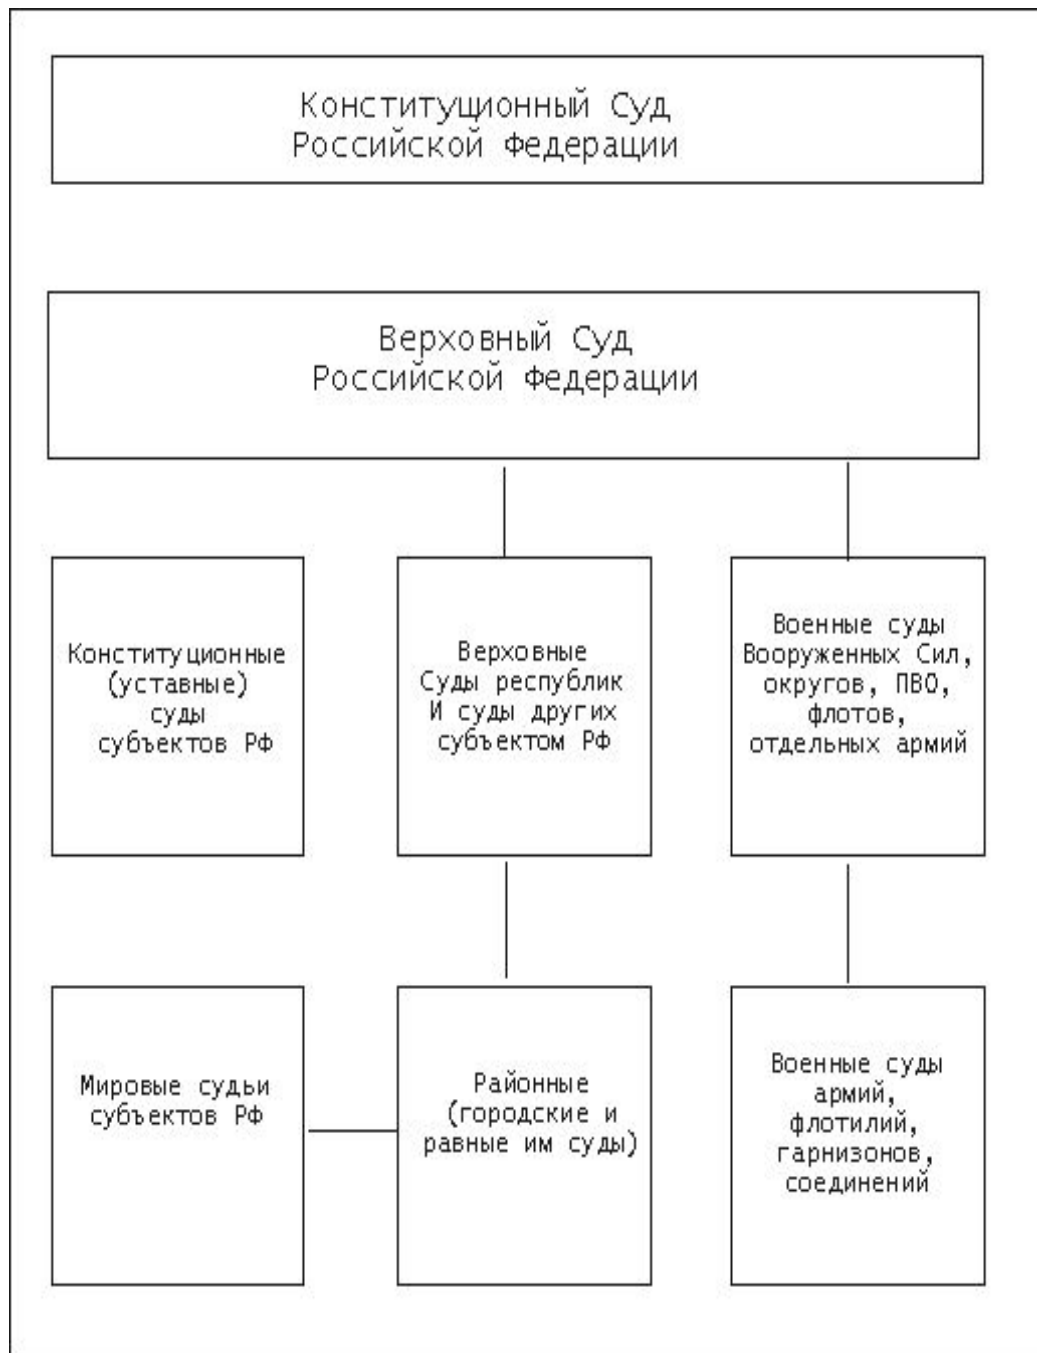 Конституционный Суд
Российской Федерации
Верховный Суд
Российской Федерации
Конституционные
(уставные)
суды
субъектов РФ
Верховные
Суды республик
И суды других
субъектом РФ
Военные суды
Вооруженных Сил,
округов, ПВО,
флотов,
отдельных армий
Мировые судьи
субъектов РФ
Районные
(городские и
равные им суды)
Военные суды
армий,
флотилий,
гарнизонов,
соединений